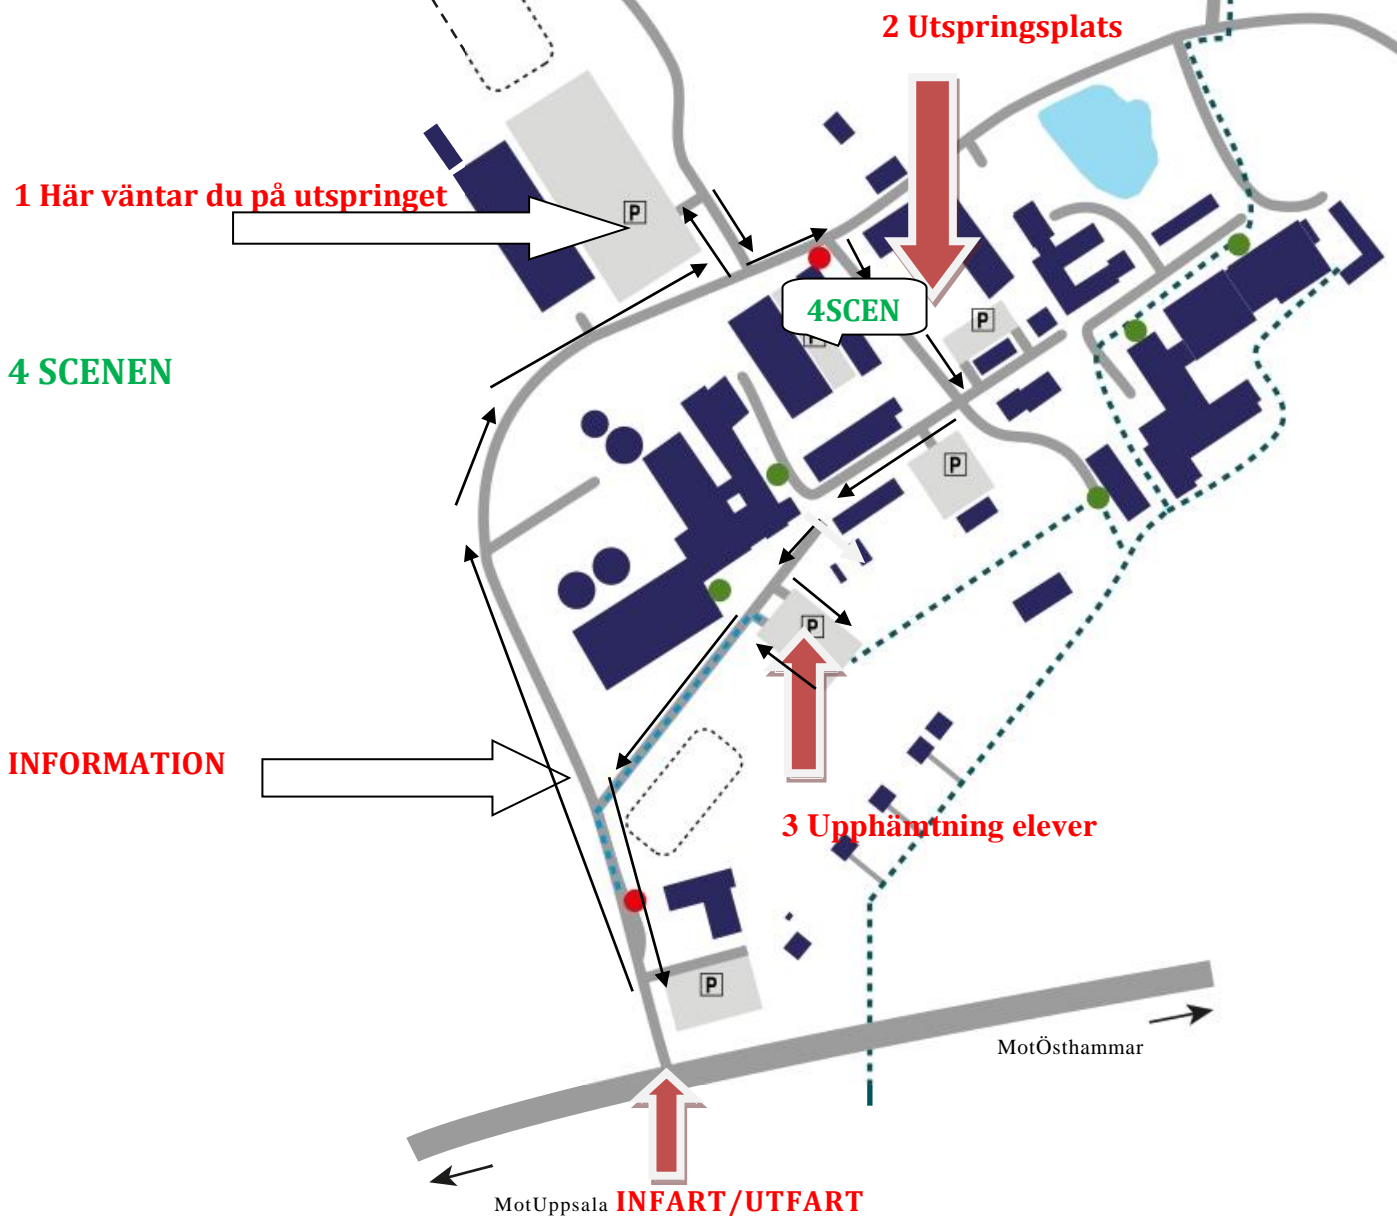 2 Utspringsplats
1 Här väntar du på utspringet
P
P
4SCEN
P
4 SCENEN
P
P
INFORMATION
3 Upphämtning elever
P
MotÖsthammar
MotUppsala INFART/UTFART